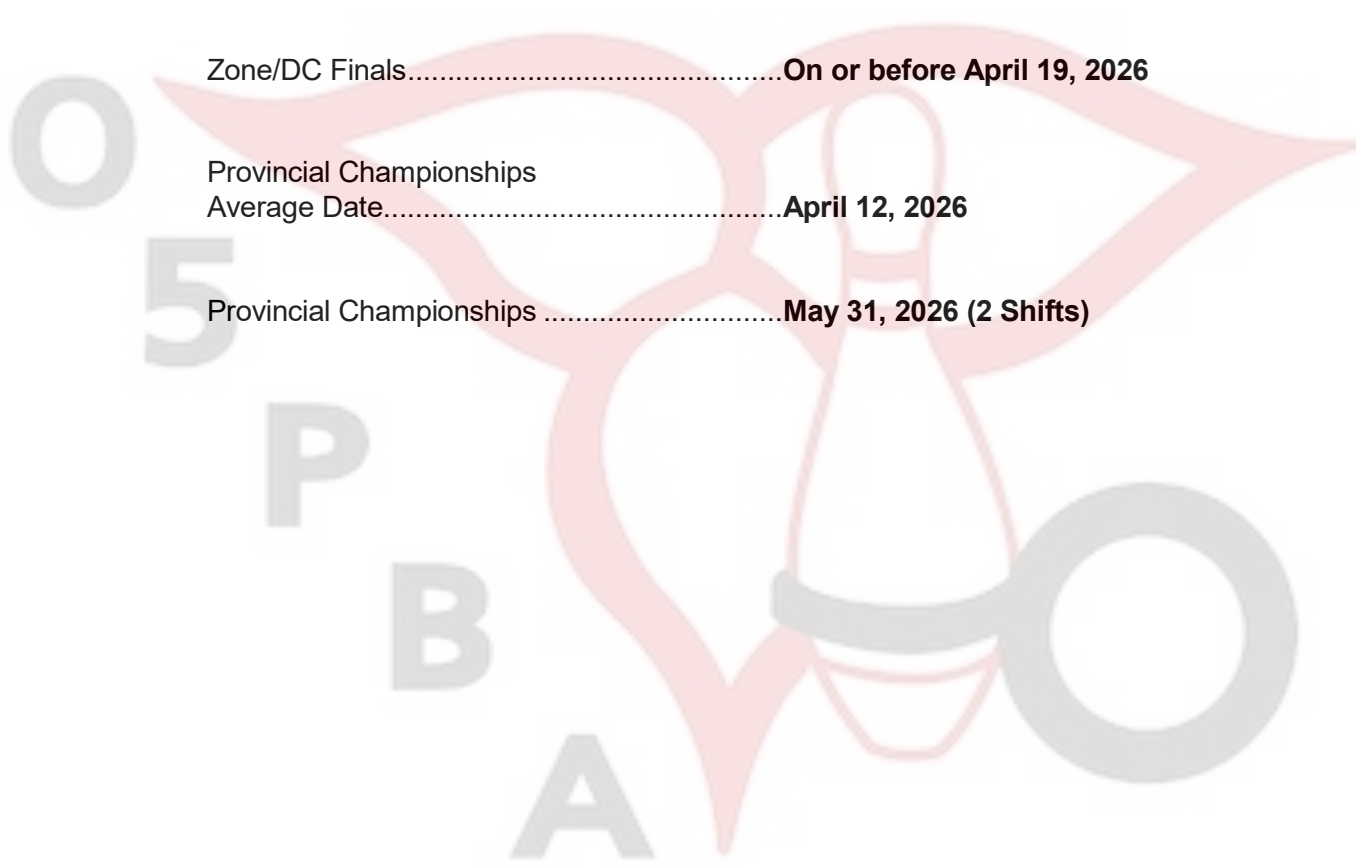 Zone/DC Finals..............................................On or before April 19, 2026
Provincial Championships
Average Date.................................................April 12, 2026
Provincial Championships .............................May 31, 2026 (2 Shifts)
O
5
P
B
A